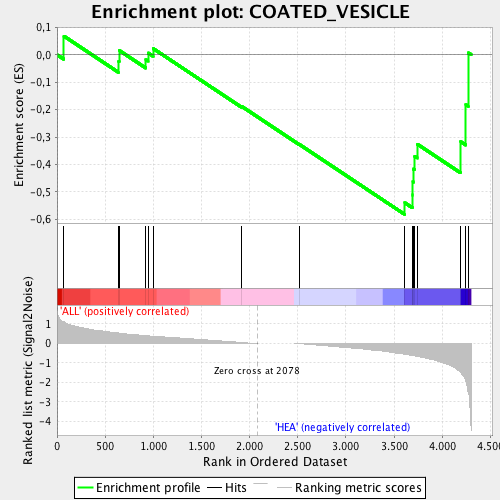 Enrichment plot: COATED_VESICLE
Enrichment score (ES)
0,1
0,0
-0,1
-0,2
-0,3
-0,4
-0,5
-0,6
'ALL' (positively correlated)
Ranked list metric (Signal2Noise)
1
0
-1
-2
-3
-4
Zero cross at 2078
'HEA' (negatively correlated)
0 500 1.000 1.500 2.000 2.500 3.000 3.500 4.000 4.500
Rank in Ordered Dataset
Enrichment profile Hits Ranking metric scores